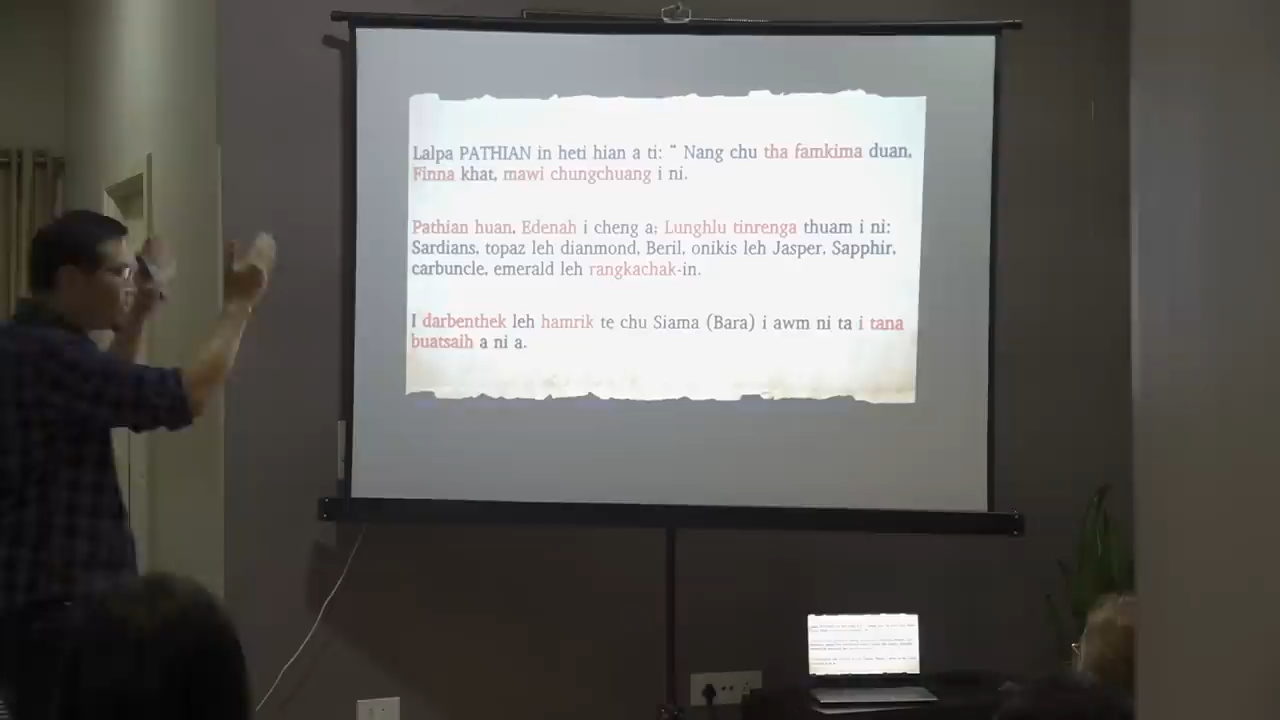 Lalpa PATHIAN in heti hian a ti: “ Nang chu tha famkima duan,
Finna khat, mawi chungchuang i ni.
Pathian huan, Edenah i cheng a; Lunghlu tinrenga thuam i ni:
Sardians, topaz leh dianmond, Beril, onikis leh Jasper, Sapphir,
carbuncle, emerald leh rangkachak-in.
I darbenthek leh hamrik te chu Siama (Bara) i awm ni ta i tana
buatsaih a ni a.